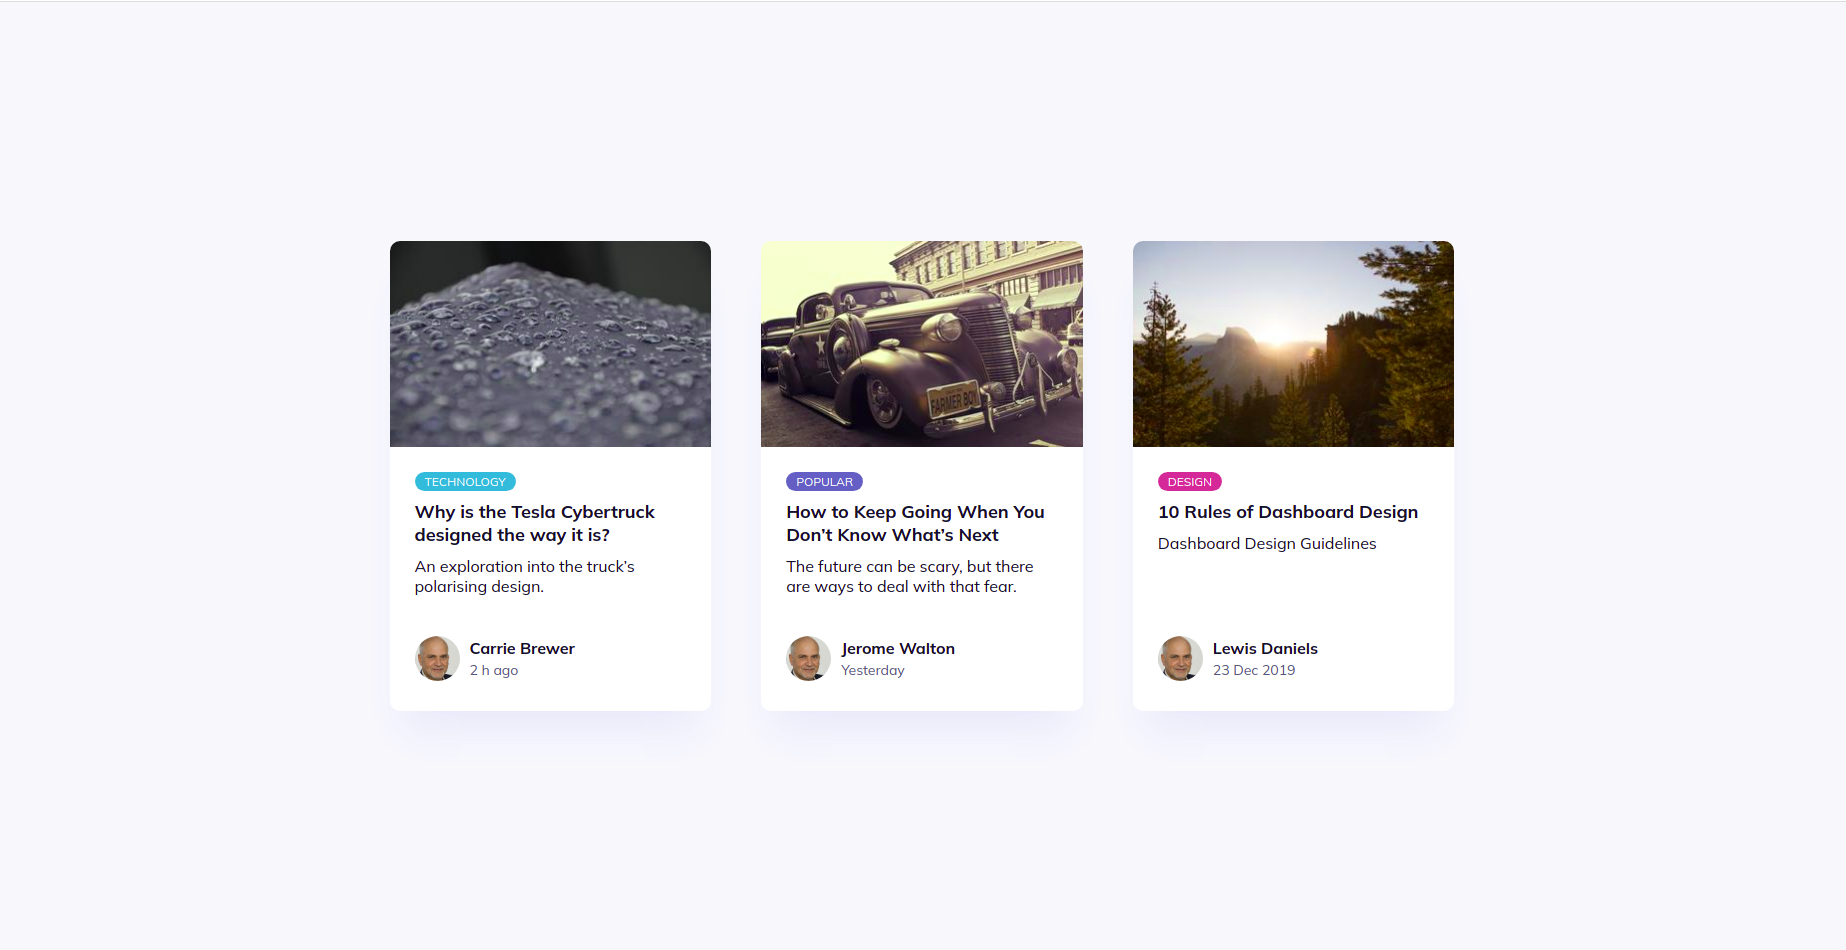 FARMER BOY
TECHNOLOGY
Why is the Tesla Cybertruck
designed the way it is?
An exploration into the truck’s
polarising design.
Carrie Brewer
2 h ago
POPULAR
How to Keep Going When You
Don’t Know What’s Next
The future can be scary, but there
are ways to deal with that fear.
Jerome Walton
Yesterday
DESIGN
10 Rules of Dashboard Design
Dashboard Design Guidelines
Lewis Daniels
23 Dec 2019